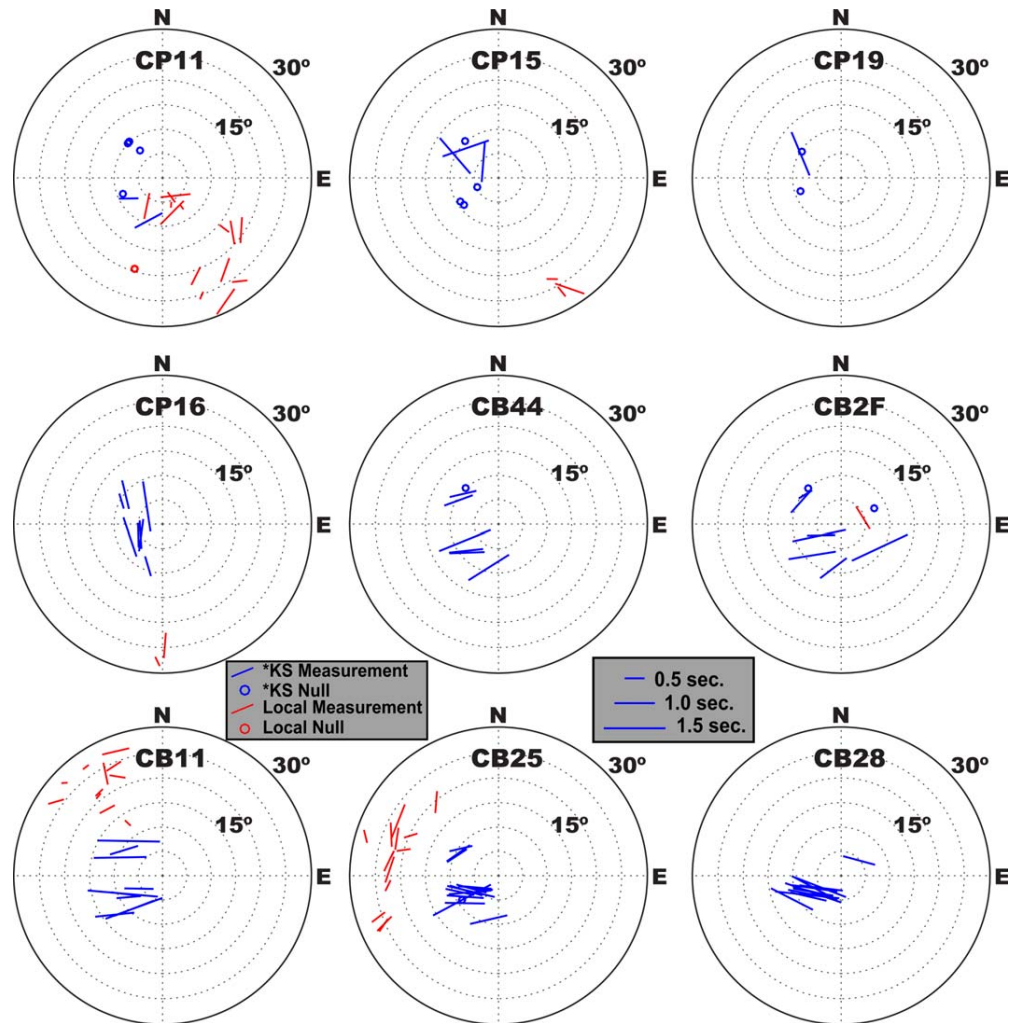 N N N
CP11 CP15 CP19
30º 30º 30º
15º 15º 15º
E E E
N N N
CP16 CB44 CB2F
30º 30º 30º
15º 15º 15º
E E E
*KS Measurement
*KS Null
Local Measurement
Local Null
0.5 sec.
1.0 sec.
1.5 sec.
N N N
CB11 CB25 CB28
30º 30º 30º
15º 15º 15º
E E E